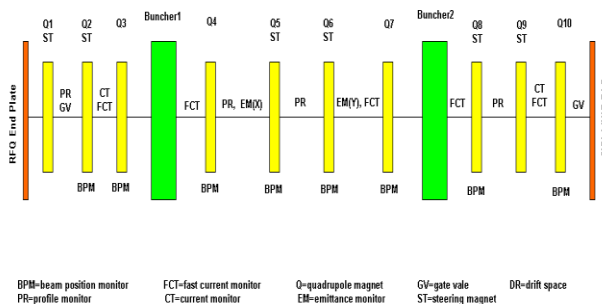 Q1 Q2 Q3 Buncher1 Q4 Q5 Q6 Q7 Buncher2 Q8 Q9 Q10
ST ST ST ST ST ST
RFQ End Plate
PR CT FCT PR, EM(X) PR EM(Y), FCT FCT PR CT GV
GV FCT FCT
BPM BPM BPM BPM BPM BPM BPM
BPM=beam position monitor FCT=fast current monitor Q=quadrupole magnet GV=gate vale DR=drift space
PR=profile monitor CT=current monitor EM=emittance monitor ST=steering magnet